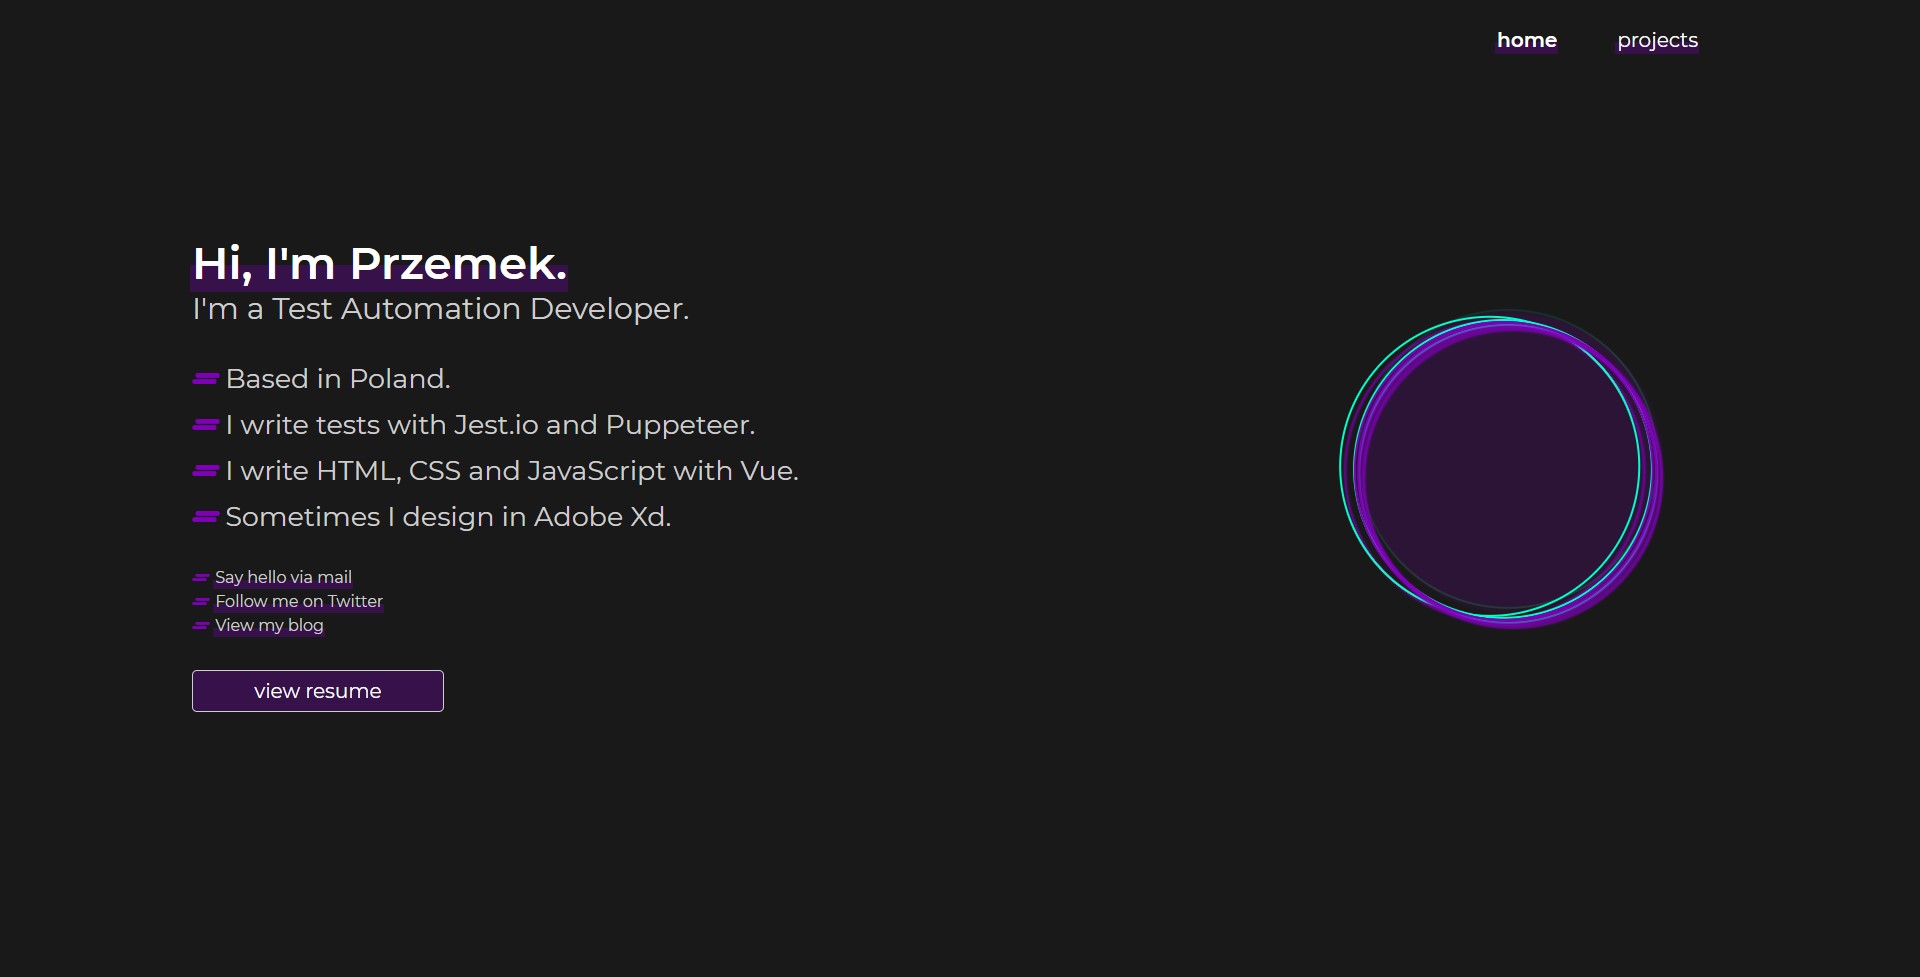 home
projects
Hi, I'm Przemek.
I'm a Test Automation Developer.
Based in Poland.
I write tests with Jest.io and Puppeteer.
I write HTML, CSS and JavaScript with Vue.
Sometimes I design in Adobe Xd.
Say hello via mail
Follow me on Twitter
View my blog
view resume